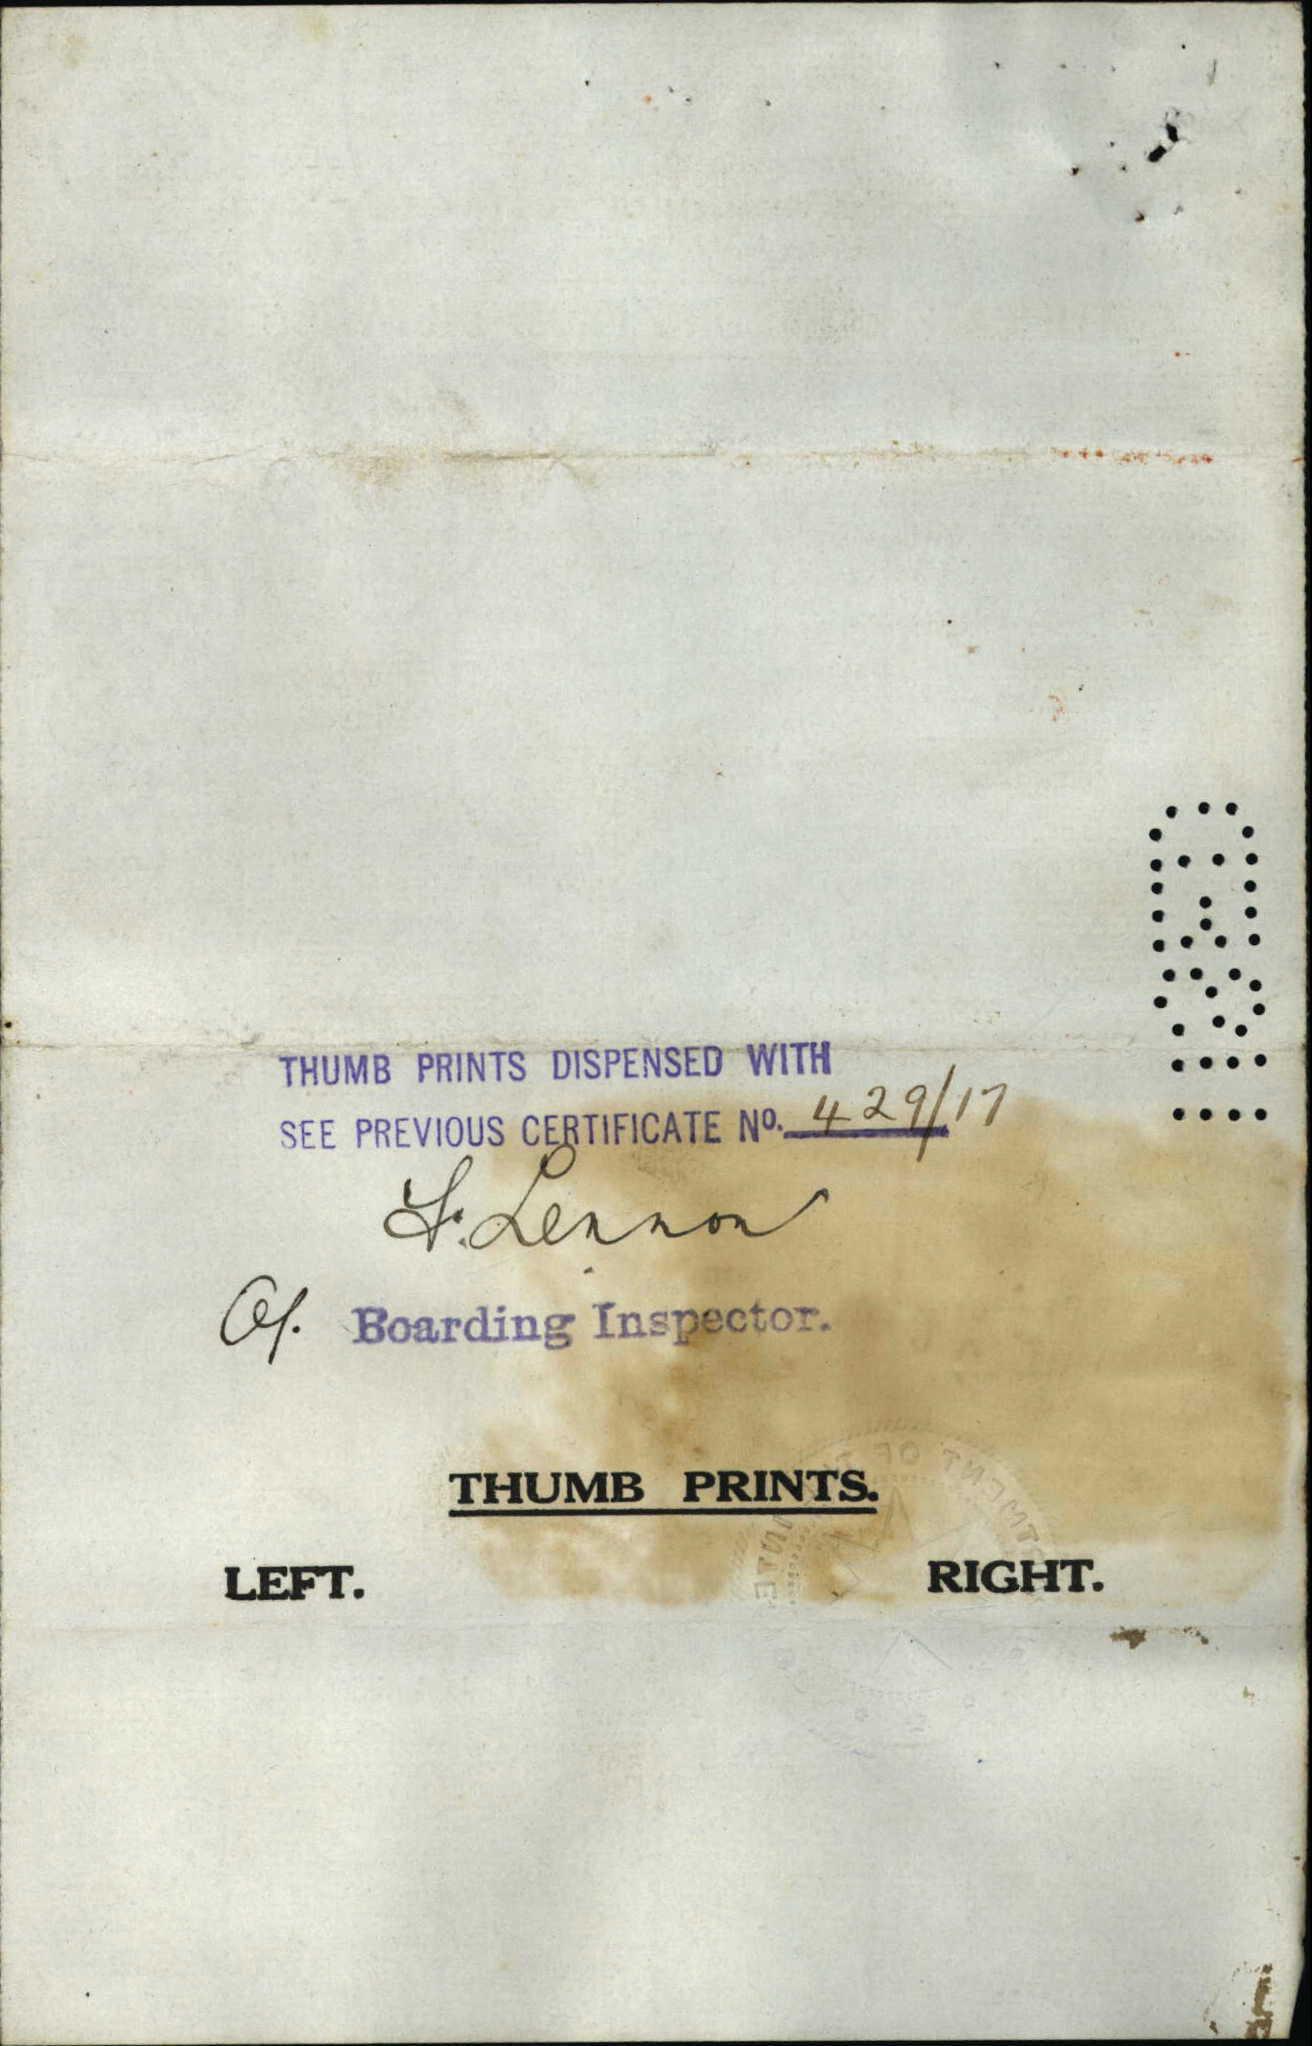 THUMB PRINTS DISPENSED WITH
SEE PREVIOUS CERTIFICATE No. 429/17
F. Lennon
Boarding Inspector.
THUMB PRINTS.
LEFT.
RIGHT.